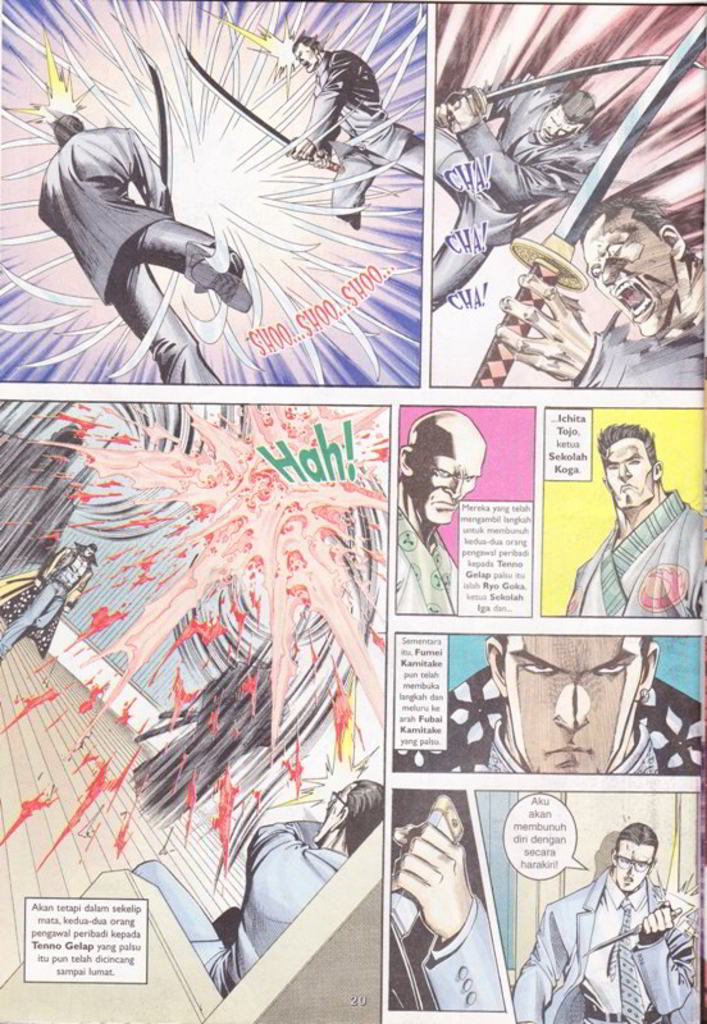 SHOO...SHOO...SHOO...
CHA!
CHA!
CHA!
Hah!
Akan tetapi dalam sekelip
mata, kedua-dua orang
pengawal peribadi kepada
Tenno Gelap yang palsu
itu pun telah dicincang
sampai lumat.
Mereka yang telah
mengambil langkah
untuk membunuh
kedua-dua orang
pengawal peribadi
kepada Tenno
Gelap palsu itu
ialah Ryo Goka,
ketua Sekolah
Iga dan...
...Ichita
Tojo,
ketua
Sekolah
Koga.
Sementara
itu, Fumei
Kamitake
pun telah
membuka
langkah dan
meluru ke
arah Fubai
Kamitake
yang palsu.
Aku
akan
membunuh
diri dengan
secara
harakiri!
20